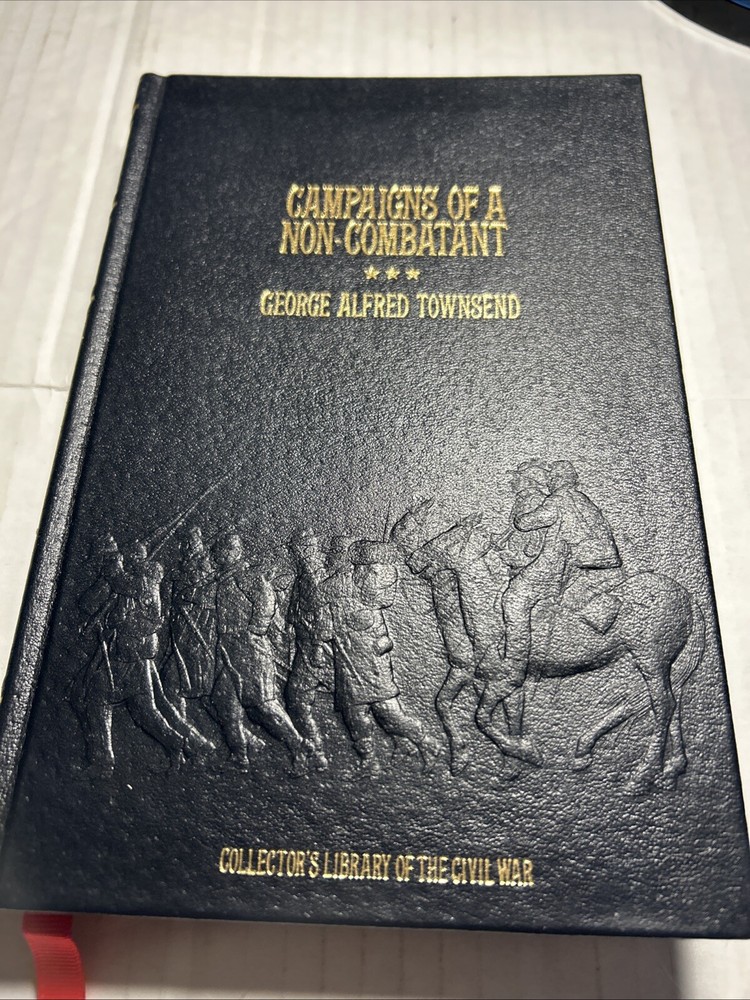 CAMPAIGNS OF A
NON-COMBATANT
★★★
GEORGE ALFRED TOWNSEND
COLLECTOR'S LIBRARY OF THE CIVIL WAR